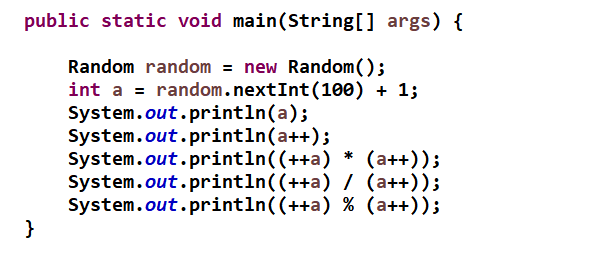 public static void main(String[] args) {
Random random = new Random();
int a = random.nextInt(100) + 1;
System.out.println(a);
System.out.println(a++);
System.out.println((++a) * (a++));
System.out.println((++a) / (a++));
System.out.println((++a) % (a++));
}